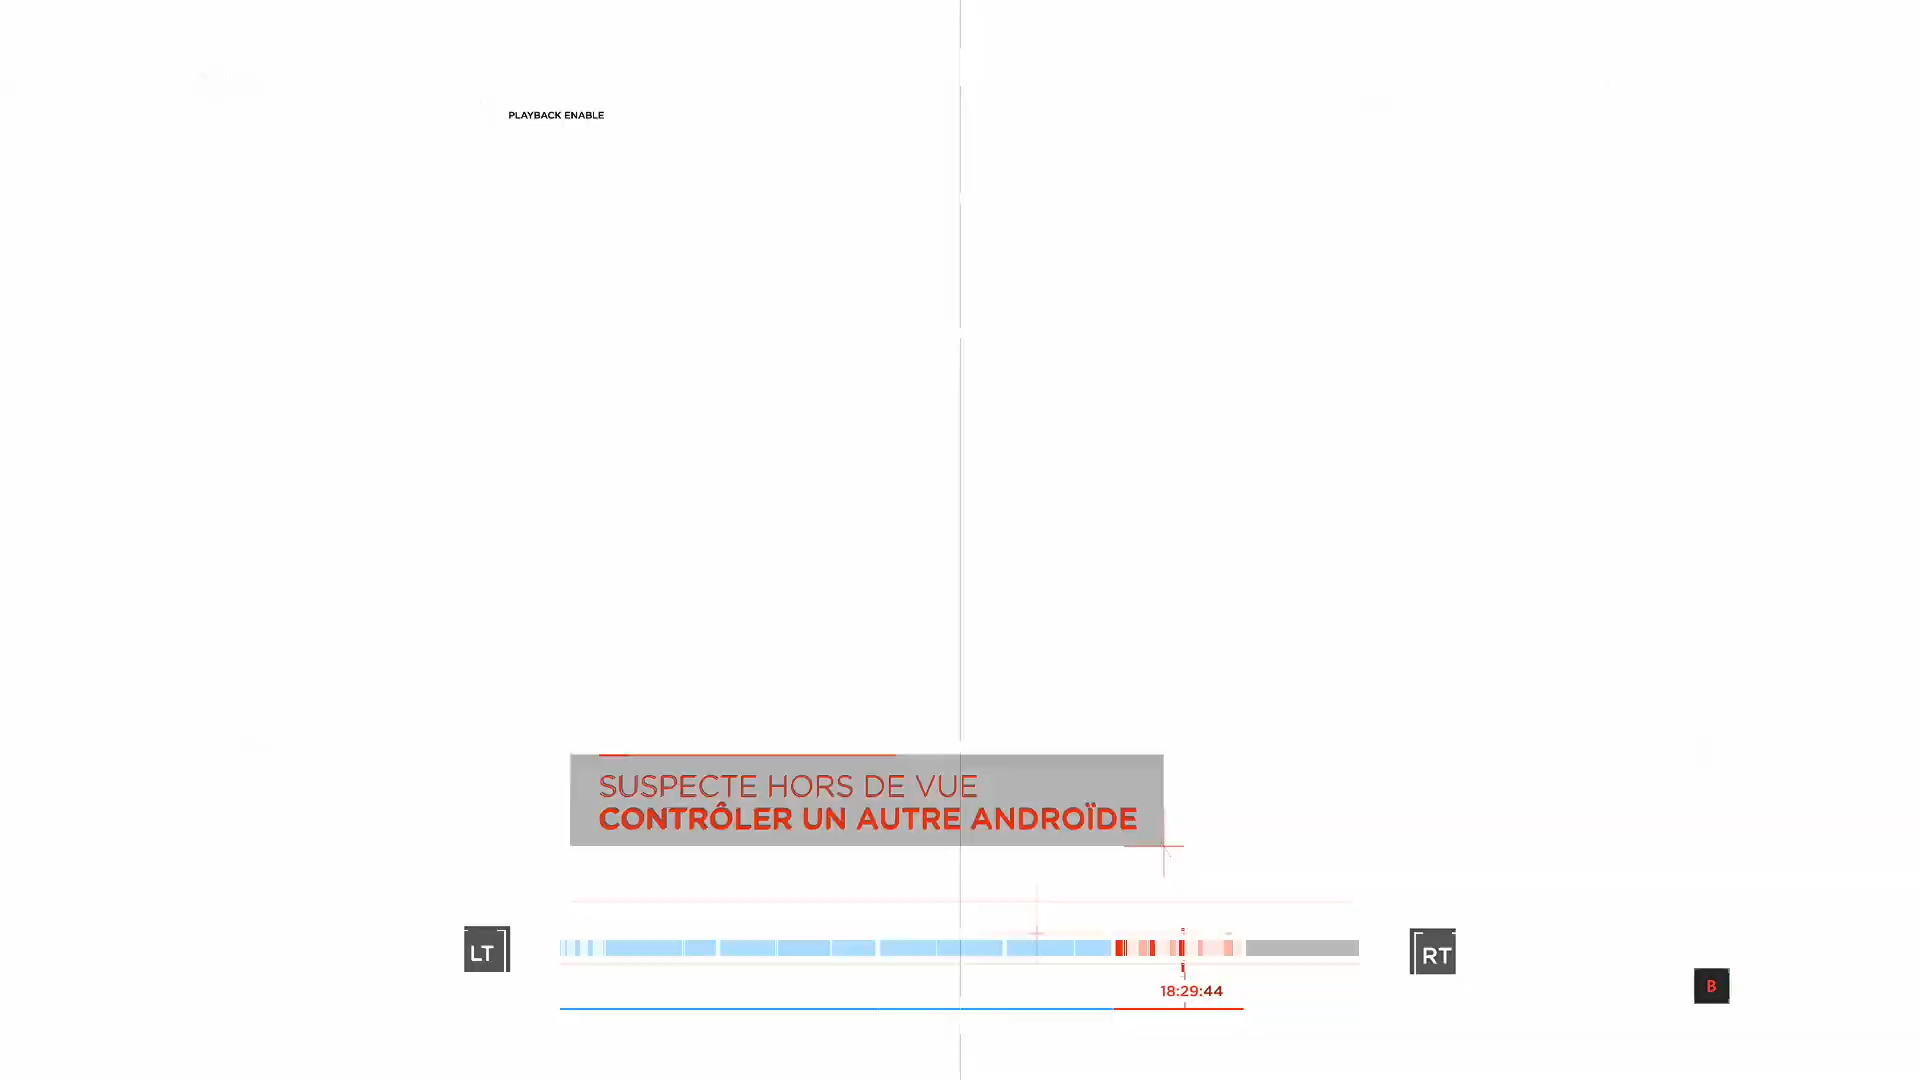 PLAYBACK ENABLE
SUSPECTE HORS DE VUE
CONTRÔLER UN AUTRE ANDROÏDE
LT
RT
18:29:44
B